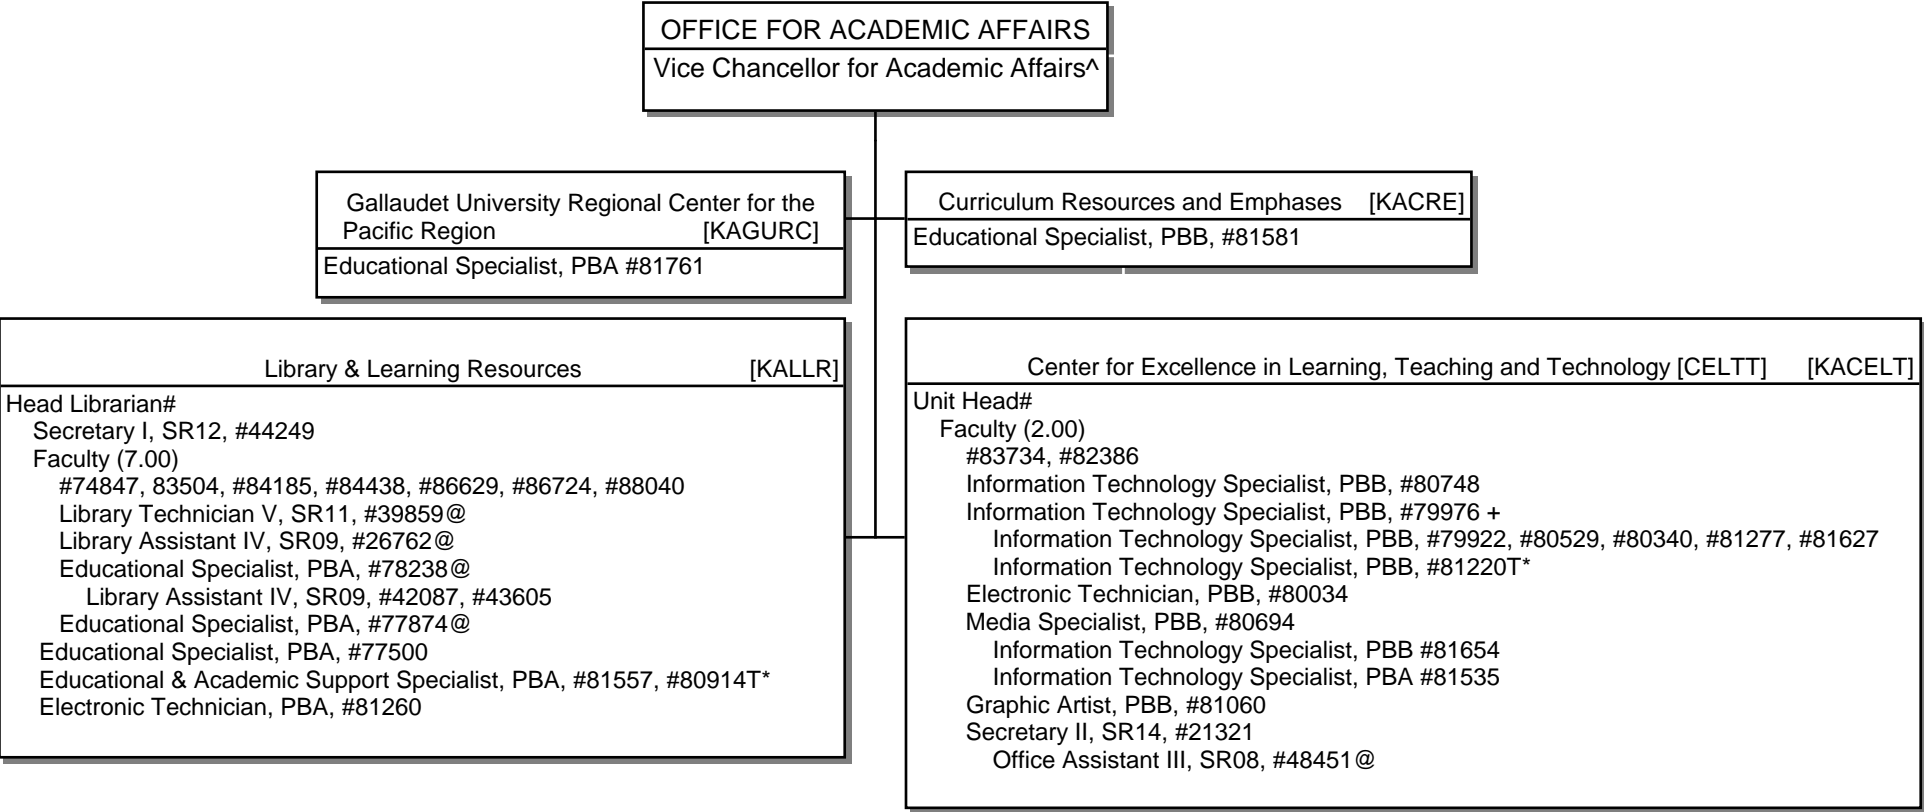 OFFICE FOR ACADEMIC AFFAIRS
Vice Chancellor for Academic Affairs^
Gallaudet University Regional Center for the
Pacific Region [KAGURC]
Educational Specialist, PBA #81761
Curriculum Resources and Emphases [KACRE]
Educational Specialist, PBB, #81581
Library & Learning Resources [KALLR]
Head Librarian#
Secretary I, SR12, #44249
Faculty (7.00)
#74847, 83504, #84185, #84438, #86629, #86724, #88040
Library Technician V, SR11, #39859@
Library Assistant IV, SR09, #26762@
Educational Specialist, PBA, #78238@
Library Assistant IV, SR09, #42087, #43605
Educational Specialist, PBA, #77874@
Educational Specialist, PBA, #77500
Educational & Academic Support Specialist, PBA, #81557, #80914T*
Electronic Technician, PBA, #81260
Center for Excellence in Learning, Teaching and Technology [CELTT] [KACELT]
Unit Head#
Faculty (2.00)
#83734, #82386
Information Technology Specialist, PBB, #80748
Information Technology Specialist, PBB, #79976 +
Information Technology Specialist, PBB, #79922, #80529, #80340, #81277, #81627
Information Technology Specialist, PBB, #81220T*
Electronic Technician, PBB, #80034
Media Specialist, PBB, #80694
Information Technology Specialist, PBB #81654
Information Technology Specialist, PBA #81535
Graphic Artist, PBB, #81060
Secretary II, SR14, #21321
Office Assistant III, SR08, #48451@